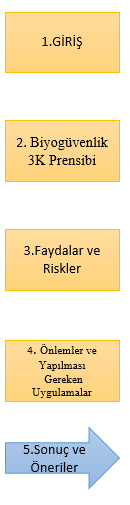 1.GİRİŞ
2. Biyogüvenlik
3K Prensibi
3.Faydalar ve
Riskler
4. Önlemler ve
Yapılması
Gereken
Uygulamalar
5.Sonuç ve
Öneriler